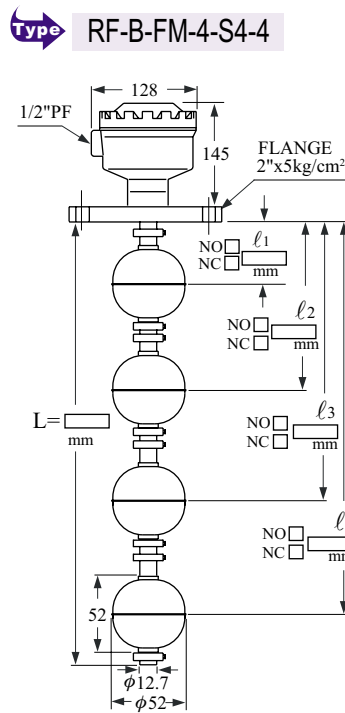 Type RF-B-FM-4-S4-4
128
1/2"PF
145
FLANGE
2"x5kg/cm²
NO ℓ1
NC mm
NO ℓ2
NC mm
NO ℓ3
NC mm
L=
mm
NO ℓ
NC
52
ϕ12.7
ϕ52